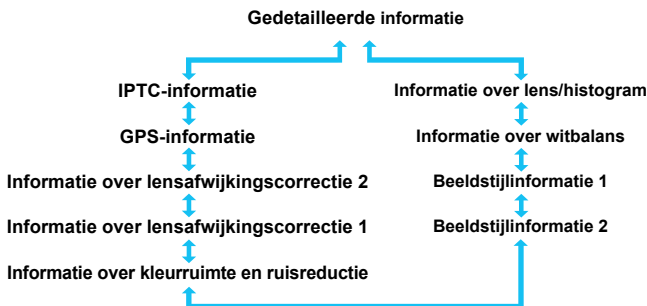 Gedetailleerde informatie
IPTC-informatie
Informatie over lens/histogram
GPS-informatie
Informatie over witbalans
Informatie over lensafwijkingscorrectie 2
Beeldstijlinformatie 1
Informatie over lensafwijkingscorrectie 1
Beeldstijlinformatie 2
Informatie over kleurruimte en ruisreductie